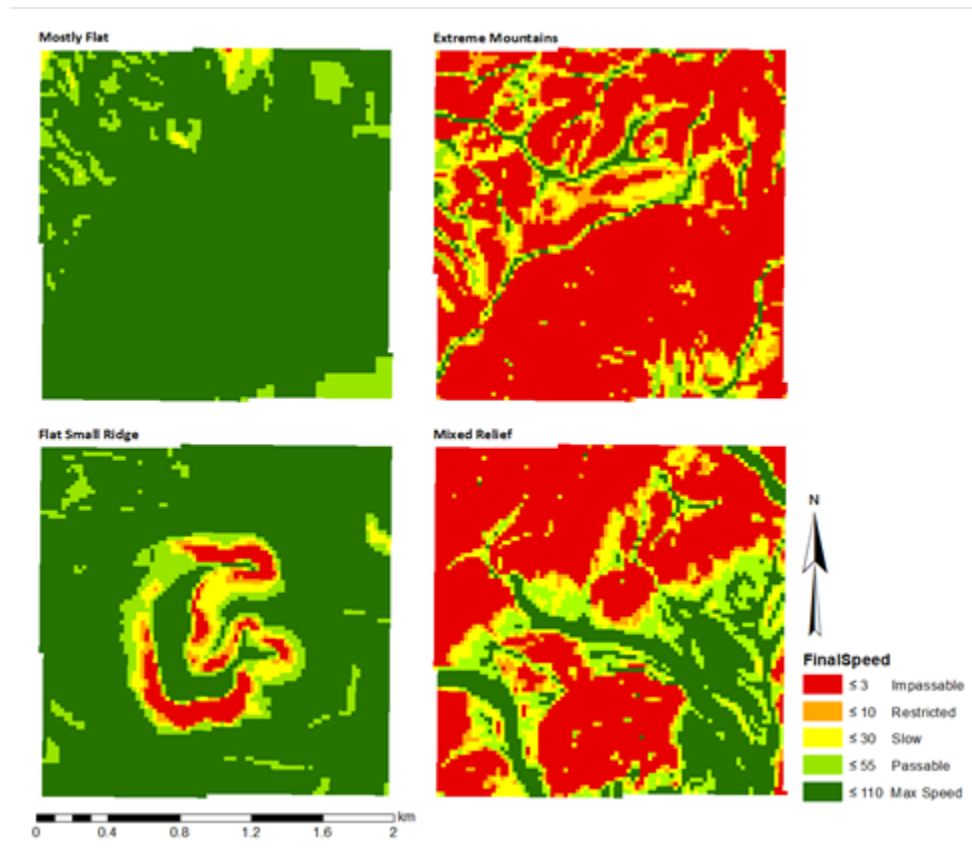 Mostly Flat
Extreme Mountains
Flat Small Ridge
Mixed Relief
N
FinalSpeed
≤ 3 Impassable
≤ 10 Restricted
≤ 30 Slow
≤ 55 Passable
≤ 110 Max Speed
km
0 0.4 0.8 1.2 1.6 2